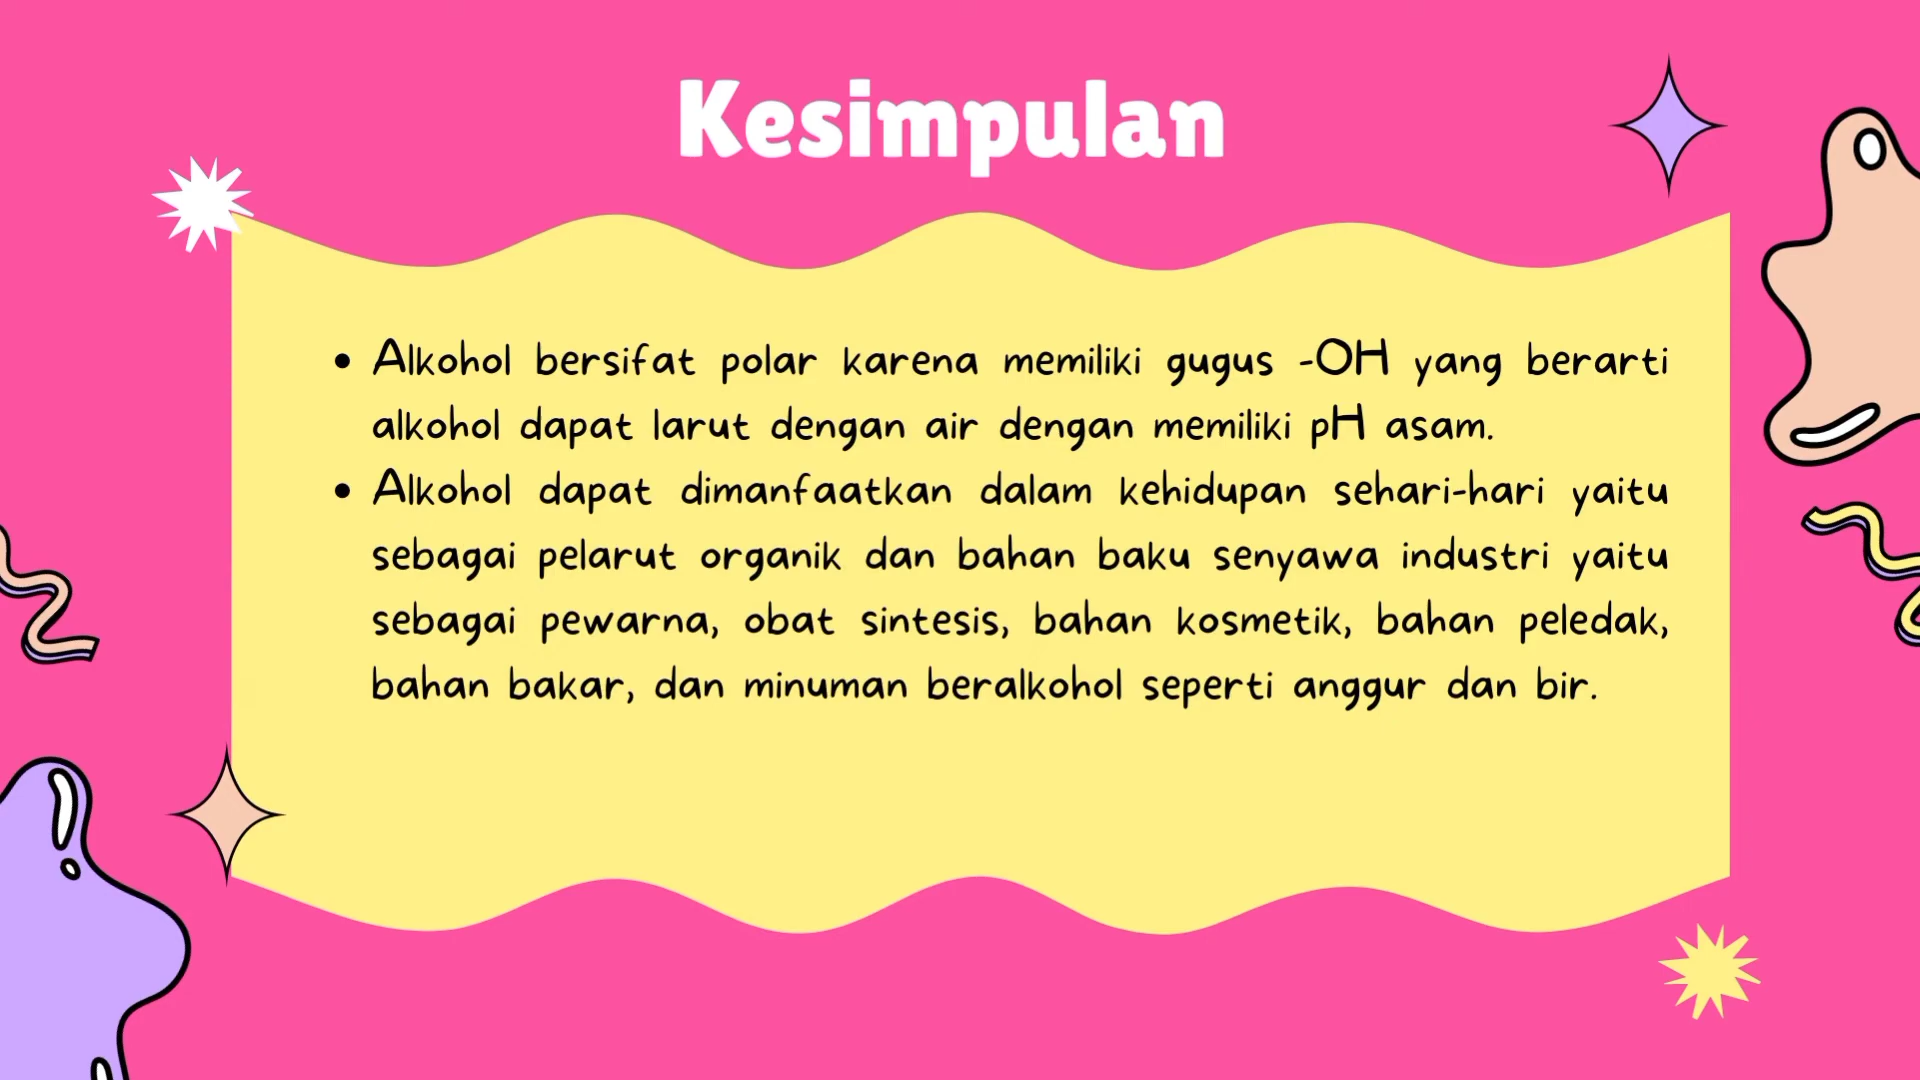 Kesimpulan
• Alkohol bersifat polar karena memiliki gugus -OH yang berarti
alkohol dapat larut dengan air dengan memiliki pH asam.
• Alkohol dapat dimanfaatkan dalam kehidupan sehari-hari yaitu
sebagai pelarut organik dan bahan baku senyawa industri yaitu
sebagai pewarna, obat sintesis, bahan kosmetik, bahan peledak,
bahan bakar, dan minuman beralkohol seperti anggur dan bir.